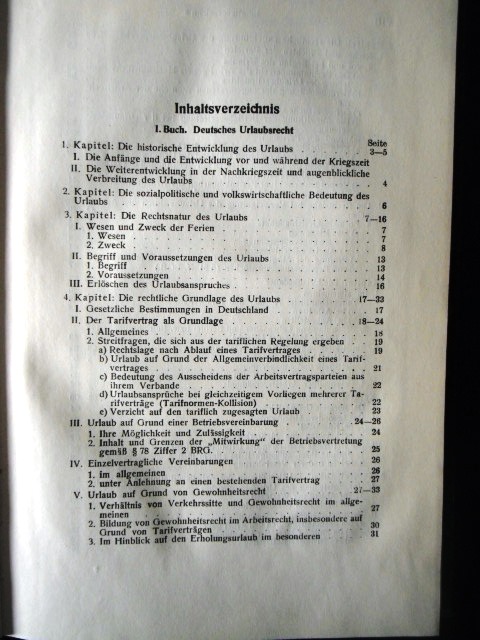 Inhaltsverzeichnis
I. Buch. Deutsches Urlaubsrecht
Seite
1. Kapitel: Die historische Entwicklung des Urlaubs . . . . . . . 3—5
I. Die Anfänge und die Entwicklung vor und während der Kriegszeit
II. Die Weiterentwicklung in der Nachkriegszeit und augenblickliche
Verbreitung des Urlaubs . . . . . . . 4
2. Kapitel: Die sozialpolitische und volkswirtschaftliche Bedeutung des
Urlaubs . . . . . . . 6
3. Kapitel: Die Rechtsnatur des Urlaubs . . . . . . . 7—16
I. Wesen und Zweck der Ferien . . . . . . . 7
1. Wesen . . . . . . . 7
2. Zweck . . . . . . . 8
II. Begriff und Voraussetzungen des Urlaubs . . . . . . . 13
1. Begriff . . . . . . . 13
2. Voraussetzungen . . . . . . . 14
III. Erlöschen des Urlaubsanspruches . . . . . . . 16
4. Kapitel: Die rechtliche Grundlage des Urlaubs . . . . . . . 17—33
I. Gesetzliche Bestimmungen in Deutschland . . . . . . . 17
II. Der Tarifvertrag als Grundlage . . . . . . . 18—24
1. Allgemeines . . . . . . . 18
2. Streitfragen, die sich aus der tariflichen Regelung ergeben . 19
a) Rechtslage nach Ablauf eines Tarifvertrages . . . . . 19
b) Urlaub auf Grund der Allgemeinverbindlichkeit eines Tarif-
vertrages . . . . . . . 21
c) Bedeutung des Ausscheidens der Arbeitsvertragsparteien aus
ihrem Verbande . . . . . . . 22
d) Urlaubsansprüche bei gleichzeitigem Vorliegen mehrerer Ta-
rifverträge (Tarifnormen-Kollision) . . . . . . . 22
e) Verzicht auf den tariflich zugesagten Urlaub . . . . . 23
III. Urlaub auf Grund einer Betriebsvereinbarung . . . . . 24—26
1. Ihre Möglichkeit und Zulässigkeit . . . . . . . 24
2. Inhalt und Grenzen der „Mitwirkung“ der Betriebsvertretung
gemäß § 78 Ziffer 2 BRG. . . . . . . 25
IV. Einzelvertragliche Vereinbarungen . . . . . . . 26
1. im allgemeinen . . . . . . . 26
2. unter Anlehnung an einen bestehenden Tarifvertrag . . . 27
V. Urlaub auf Grund von Gewohnheitsrecht . . . . . . . 27—33
1. Verhältnis von Verkehrssitte und Gewohnheitsrecht im allge-
meinen . . . . . . . 27
2. Bildung von Gewohnheitsrecht im Arbeitsrecht, insbesondere auf
Grund von Tarifverträgen . . . . . . . 30
3. Im Hinblick auf den Erholungsurlaub im besonderen . . . 31